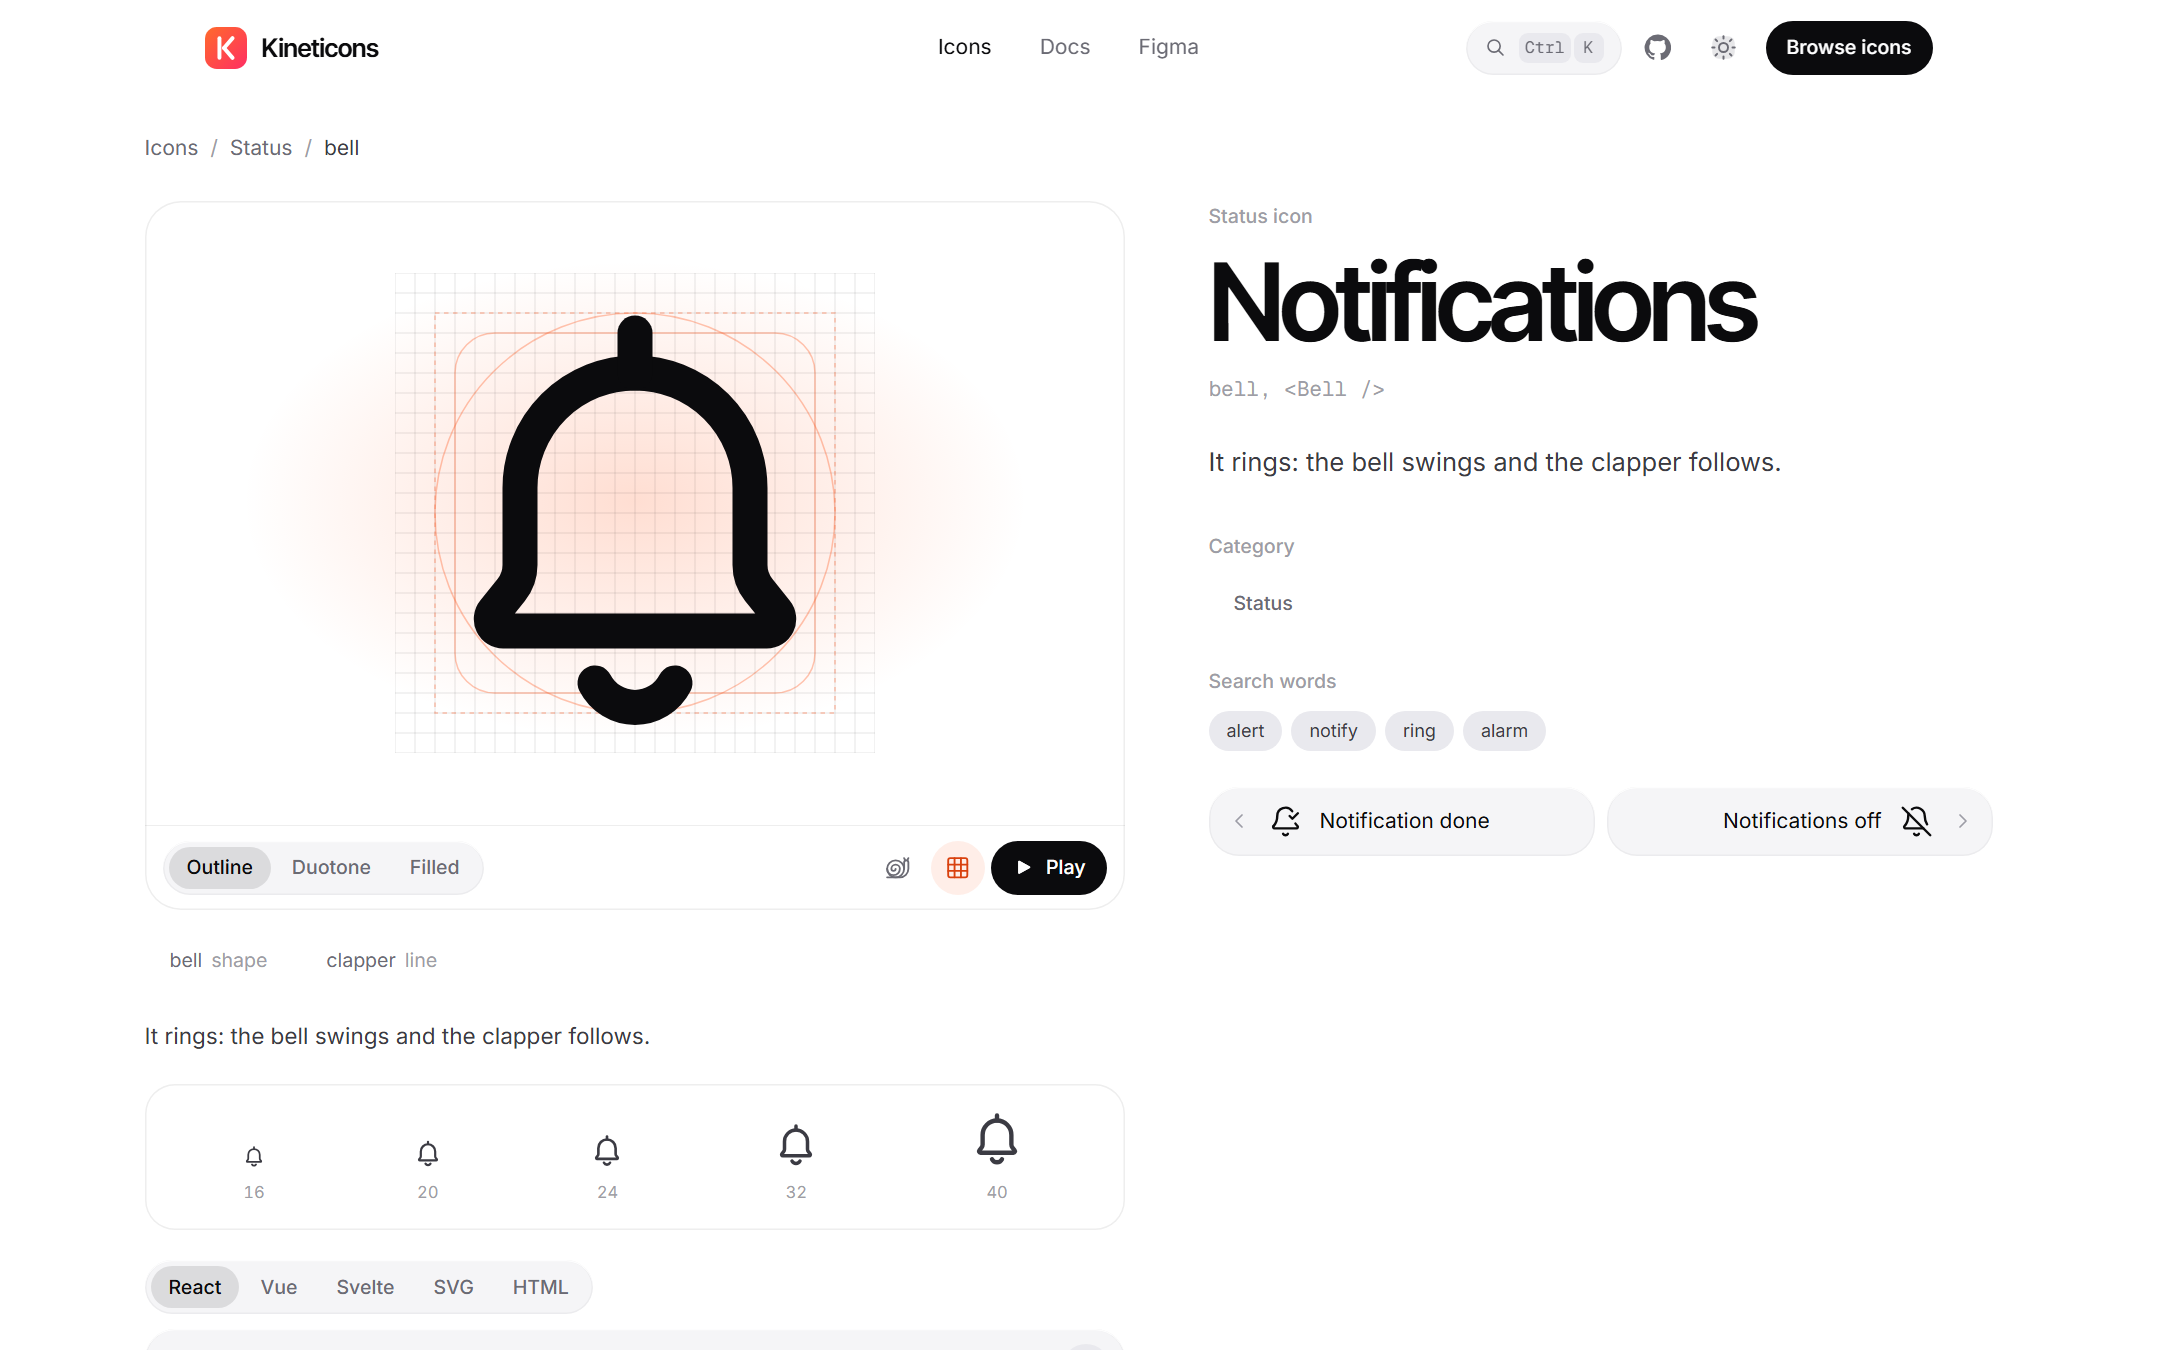 Kineticons
Icons
Docs
Figma
Ctrl K
Browse icons
Icons / Status / bell
Status icon
Notifications
bell, <Bell />
It rings: the bell swings and the clapper follows.
Category
Status
Search words
alert
notify
ring
alarm
Notification done
Notifications off
Outline
Duotone
Filled
Play
bell shape
clapper line
It rings: the bell swings and the clapper follows.
16
20
24
32
40
React
Vue
Svelte
SVG
HTML